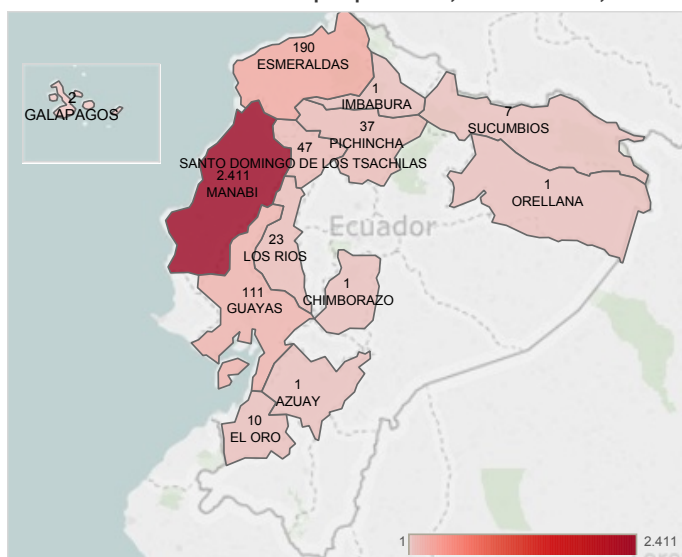 190
ESMERALDAS
2
GALAPAGOS
1
IMBABURA
7
SUCUMBIOS
37
PICHINCHA
47
SANTO DOMINGO DE LOS TSACHILAS
2.411
MANABI
1
ORELLANA
Ecuador
23
LOS RIOS
111
GUAYAS
1
CHIMBORAZO
1
AZUAY
10
EL ORO
1
2.411